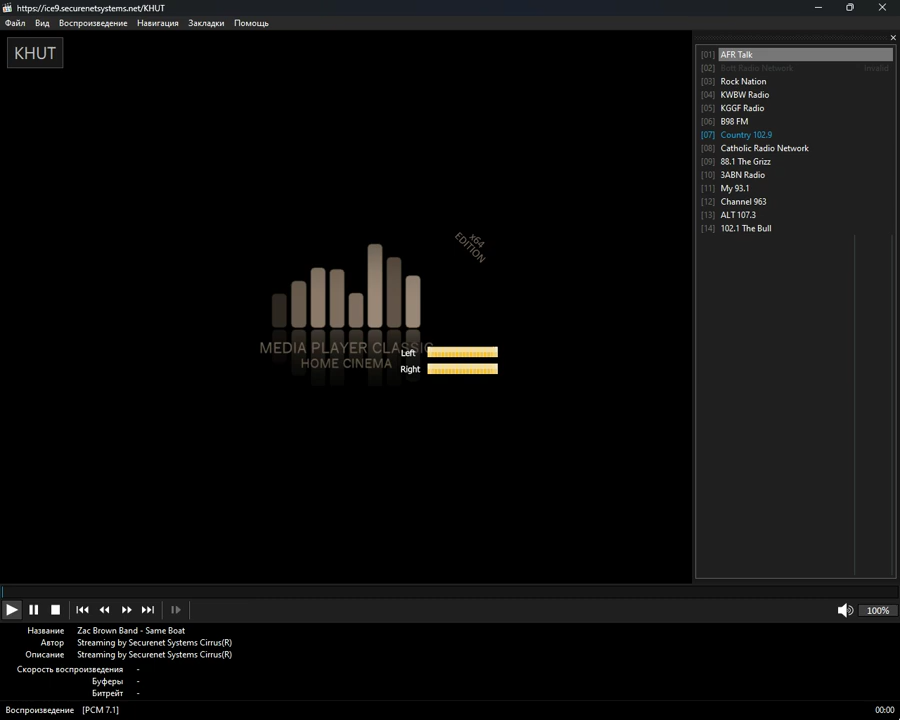 https://ice9.securenetsystems.net/KHUT
Файл Вид Воспроизведение Навигация Закладки Помощь
KHUT
[01] AFR Talk
[02] Bott Radio Network Invalid
[03] Rock Nation
[04] KWBW Radio
[05] KGGF Radio
[06] B98 FM
[07] Country 102.9
[08] Catholic Radio Network
[09] 88.1 The Grizz
[10] 3ABN Radio
[11] My 93.1
[12] Channel 963
[13] ALT 107.3
[14] 102.1 The Bull
x64
EDITION
MEDIA PLAYER CLASSIC
HOME CINEMA
Left
Right
100%
Название Zac Brown Band - Same Boat
Автор Streaming by Securenet Systems Cirrus(R)
Описание Streaming by Securenet Systems Cirrus(R)
Скорость воспроизведения -
Буферы -
Битрейт -
Воспроизведение [PCM 7.1] 00:00